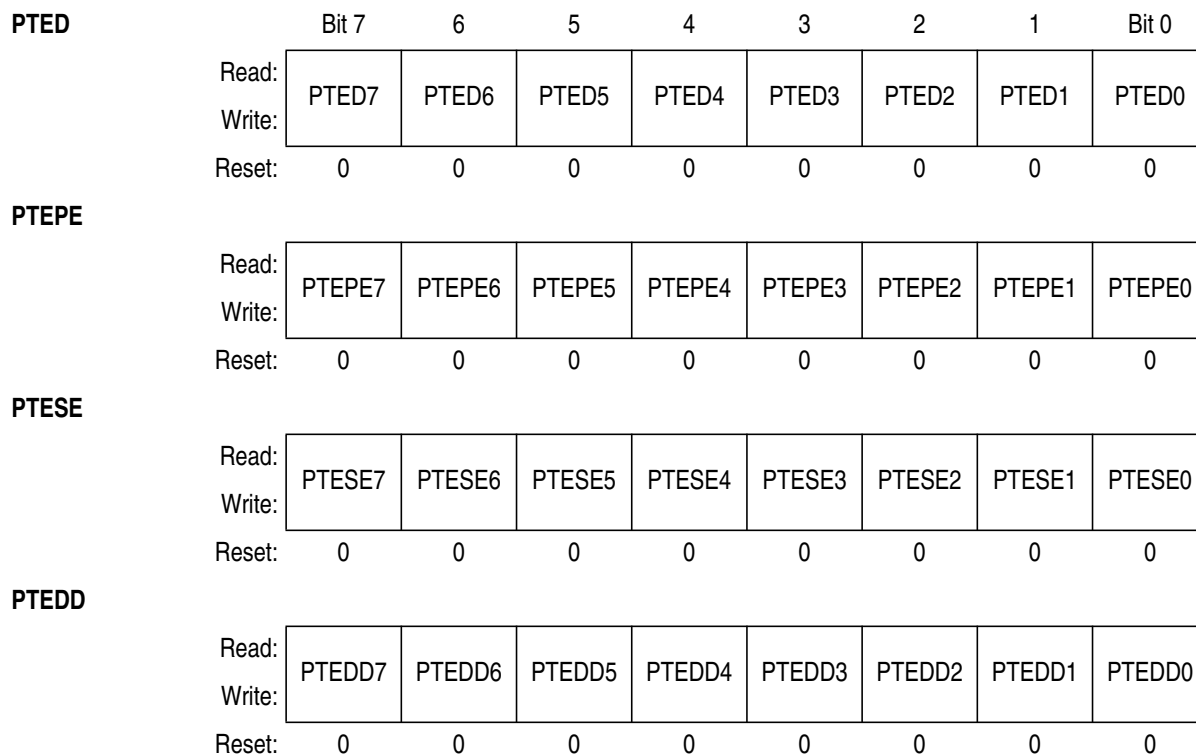 PTED Bit 7 6 5 4 3 2 1 Bit 0
Read:
PTED7 PTED6 PTED5 PTED4 PTED3 PTED2 PTED1 PTED0
Write:
Reset: 0 0 0 0 0 0 0 0
PTEPE
Read:
PTEPE7 PTEPE6 PTEPE5 PTEPE4 PTEPE3 PTEPE2 PTEPE1 PTEPE0
Write:
Reset: 0 0 0 0 0 0 0 0
PTESE
Read:
PTESE7 PTESE6 PTESE5 PTESE4 PTESE3 PTESE2 PTESE1 PTESE0
Write:
Reset: 0 0 0 0 0 0 0 0
PTEDD
Read:
PTEDD7 PTEDD6 PTEDD5 PTEDD4 PTEDD3 PTEDD2 PTEDD1 PTEDD0
Write:
Reset: 0 0 0 0 0 0 0 0